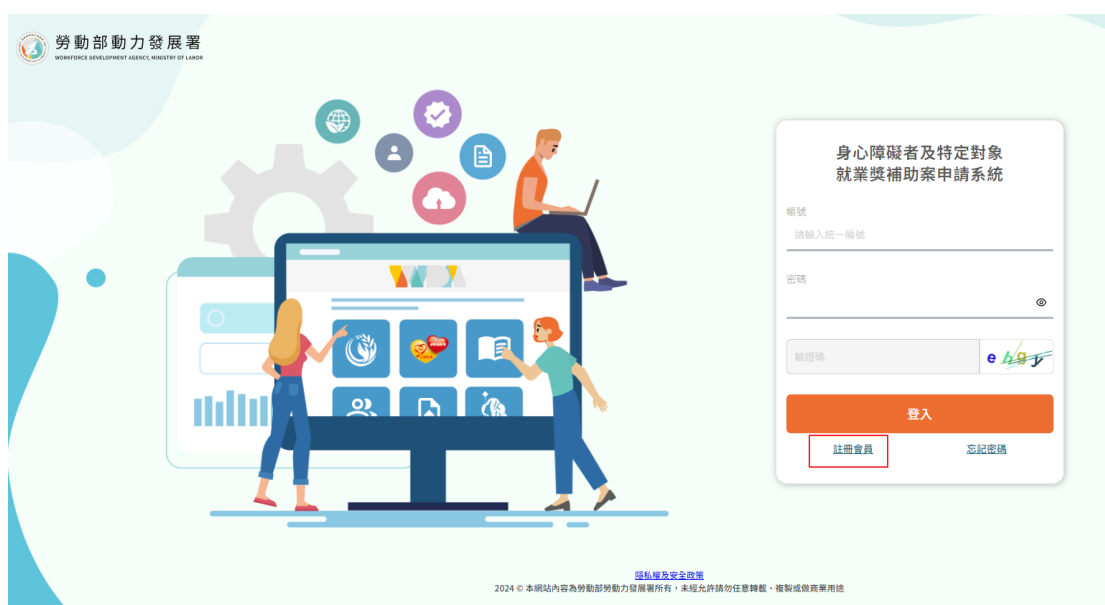 勞動部動力發展署
WORKFORCE DEVELOPMENT AGENCY, MINISTRY OF LABOR
身心障礙者及特定對象
就業獎補助案申請系統
帳號
請輸入統一編號
密碼
驗證碼
ehgy
登入
註冊會員
忘記密碼
隱私權及安全政策
2024 © 本網站內容為勞動部勞動力發展署所有，未經允許請勿任意轉載、複製或做商業用途